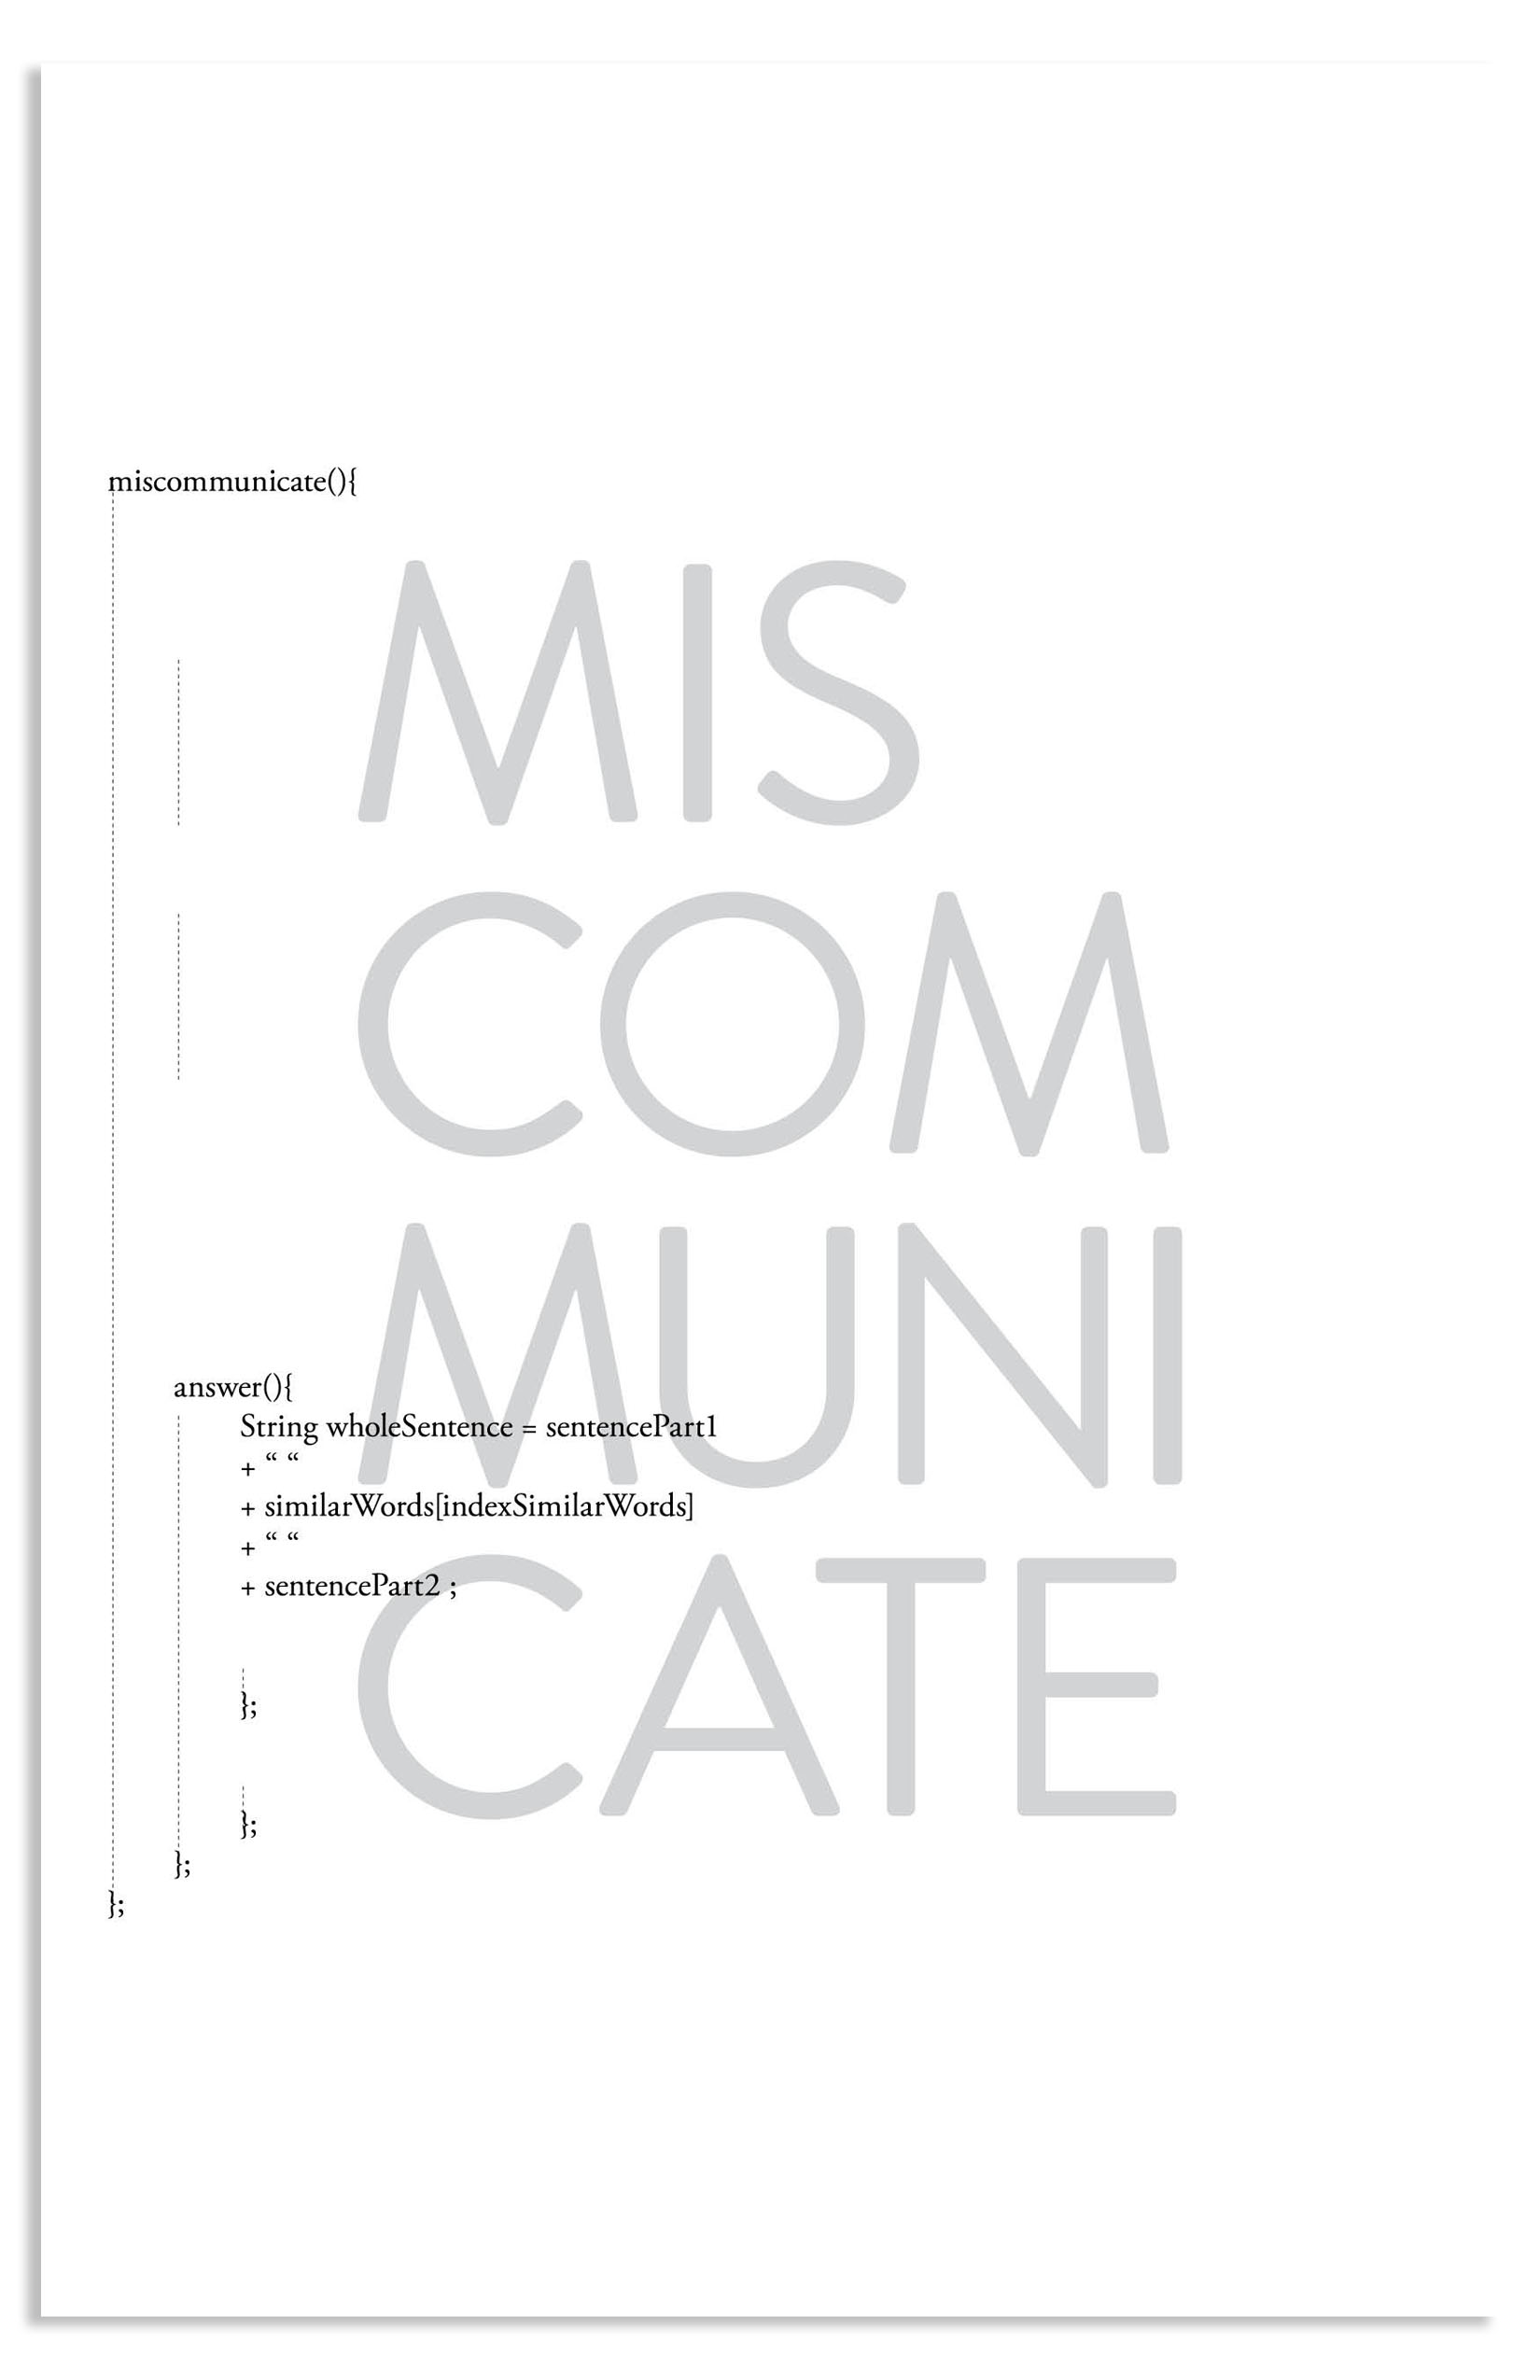 miscommunicate(){
MIS
COM
MUNI
answer(){
String wholeSentence = sentencePart1
+ “ “
+ similarWords[indexSimilarWords]
+ “ “
+ sentencePart2 ;
CATE
};
};
};
};